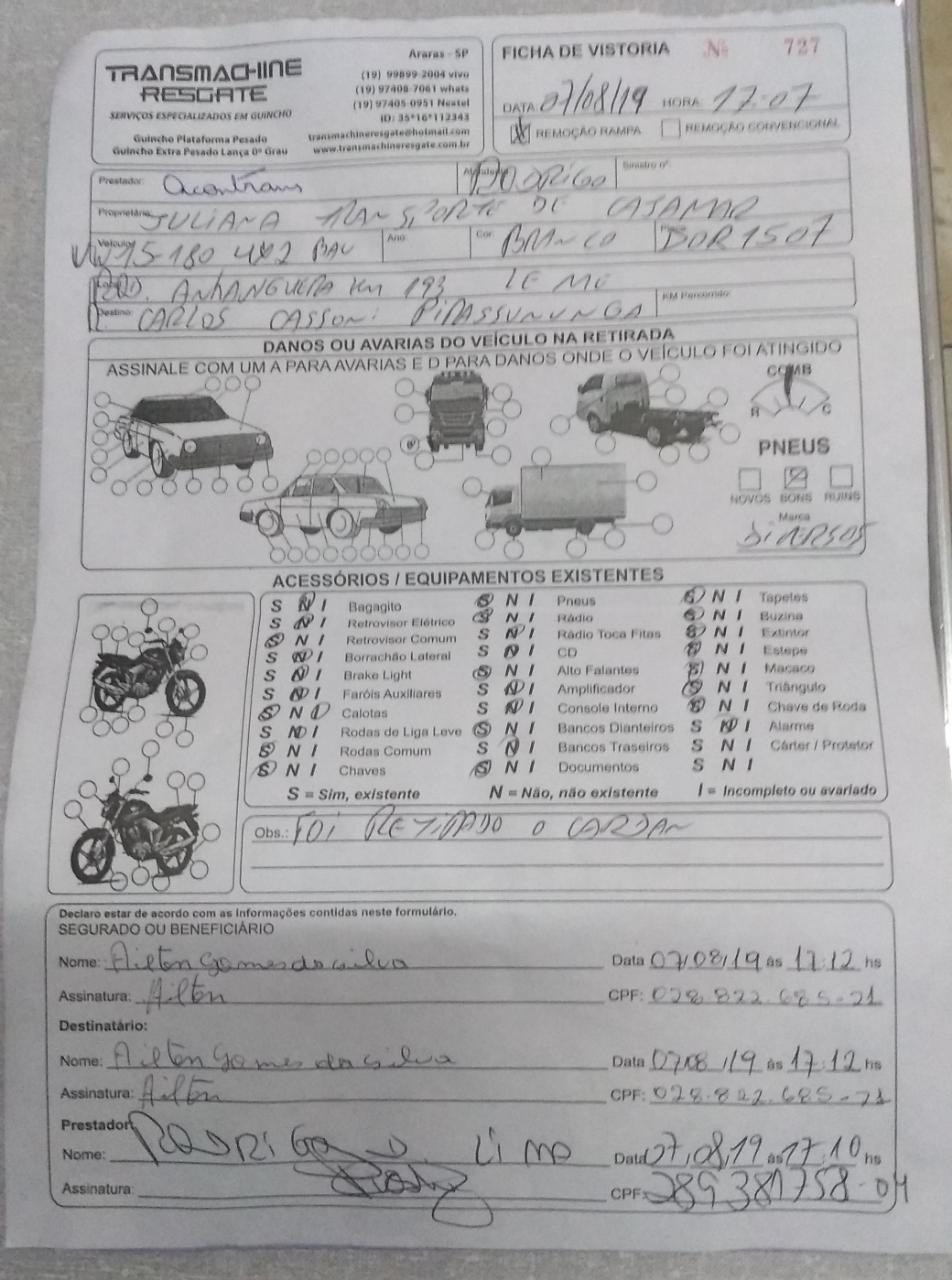 TRANSMACHINE
RESGATE
SERVIÇOS ESPECIALIZADOS EM GUINCHO
Guincho Plataforma Pesado
Guincho Extra Pesado Lança 0º Grau
Araras - SP
(19) 99899-2004 vivo
(19) 97408-7061 whats
(19) 97405-0951 Nextel
ID: 35*16*112343
transmachineresgate@hotmail.com
www.transmachineresgate.com.br
FICHA DE VISTORIA Nº 727
DATA 07/08/19 HORA: 17:07
REMOÇÃO RAMPA REMOÇÃO CONVENCIONAL
Prestador: Acontrans RODRIGO Sinistro nº
Proprietário: JULIANA TRANSPORTE DE CAJAMAR
Veículo: VW 15-180 4x2 BAU Ano: Cor: BRANCO
ROD. ANHANGUERA Km 193 LEME
Destino: CARLOS CASSONI PIRASSUNUNGA KM Percorrido:
DANOS OU AVARIAS DO VEÍCULO NA RETIRADA
ASSINALE COM UM A PARA AVARIAS E D PARA DANOS ONDE O VEÍCULO FOI ATINGIDO
COMB
R C
PNEUS
NOVOS BONS RUINS
Marca
DIVERSOS
ACESSÓRIOS / EQUIPAMENTOS EXISTENTES
S N I Bagagito S N I Pneus S N I Tapetes
S N I Retrovisor Elétrico S N I Rádio S N I Buzina
S N I Retrovisor Comum S N I Rádio Toca Fitas S N I Extintor
S N I Borrachão Lateral S N I CD S N I Estepe
S N I Brake Light S N I Alto Falantes S N I Macaco
S N I Faróis Auxiliares S N I Amplificador S N I Triângulo
S N I Calotas S N I Console Interno S N I Chave de Roda
S N I Rodas de Liga Leve S N I Bancos Dianteiros S N I Alarme
S N I Rodas Comum S N I Bancos Traseiros S N I Cárter / Protetor
S N I Chaves S N I Documentos S N I
S = Sim, existente N = Não, não existente I = Incompleto ou avariado
Obs.: FOI RETIRADO O CARDAN
Declaro estar de acordo com as informações contidas neste formulário.
SEGURADO OU BENEFICIÁRIO
Nome: Ailton Gomes da silva Data 07/08/19 às 17:12 hs
Assinatura: Ailton CPF: 028.822.685-21
Destinatário:
Nome: Ailton Gomes da silva Data 07/08/19 às 17:12 hs
Assinatura: Ailton CPF: 028.822.685-21
Prestador
Nome: RODRIGO Lima Data 07/08/19 às 17:10 hs
Assinatura: CPF: 289381758-04